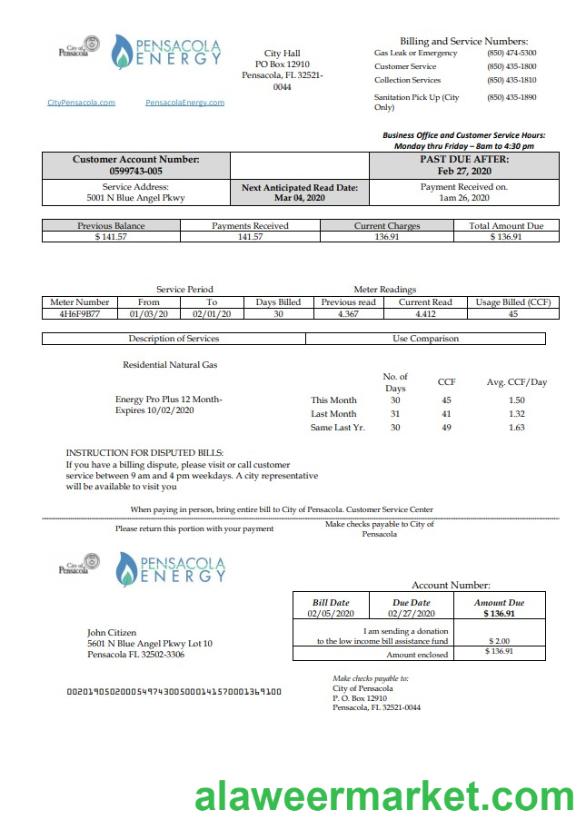 City of
Pensacola
PENSACOLA
ENERGY
CityPensacola.com
PensacolaEnergy.com
City Hall
PO Box 12910
Pensacola, FL 32521-
0044
Billing and Service Numbers:
Gas Leak or Emergency (850) 474-5300
Customer Service (850) 435-1800
Collection Services (850) 435-1810
Sanitation Pick Up (City (850) 435-1890
Only)
Business Office and Customer Service Hours:
Monday thru Friday – 8am to 4:30 pm
Customer Account Number:
0599743-005
PAST DUE AFTER:
Feb 27, 2020
Service Address:
5001 N Blue Angel Pkwy
Next Anticipated Read Date:
Mar 04, 2020
Payment Received on.
1am 26, 2020
Previous Balance Payments Received Current Charges Total Amount Due
$ 141.57 141.57 136.91 $ 136.91
Service Period Meter Readings
Meter Number From To Days Billed Previous read Current Read Usage Billed (CCF)
4H6F9B77 01/03/20 02/01/20 30 4.367 4.412 45
Description of Services Use Comparison
Residential Natural Gas
Energy Pro Plus 12 Month-
Expires 10/02/2020
No. of
Days CCF Avg. CCF/Day
This Month 30 45 1.50
Last Month 31 41 1.32
Same Last Yr. 30 49 1.63
INSTRUCTION FOR DISPUTED BILLS:
If you have a billing dispute, please visit or call customer
service between 9 am and 4 pm weekdays. A city representative
will be available to visit you
When paying in person, bring entire bill to City of Pensacola. Customer Service Center
Please return this portion with your payment
Make checks payable to City of
Pensacola
City of
Pensacola
PENSACOLA
ENERGY
Account Number:
Bill Date Due Date Amount Due
02/05/2020 02/27/2020 $ 136.91
I am sending a donation
to the low income bill assistance fund $ 2.00
Amount enclosed $ 136.91
John Citizen
5601 N Blue Angel Pkwy Lot 10
Pensacola FL 32502-3306
Make checks payable to:
City of Pensacola
P. O. Box 12910
Pensacola, FL 32521-0044
alaweermarket.com